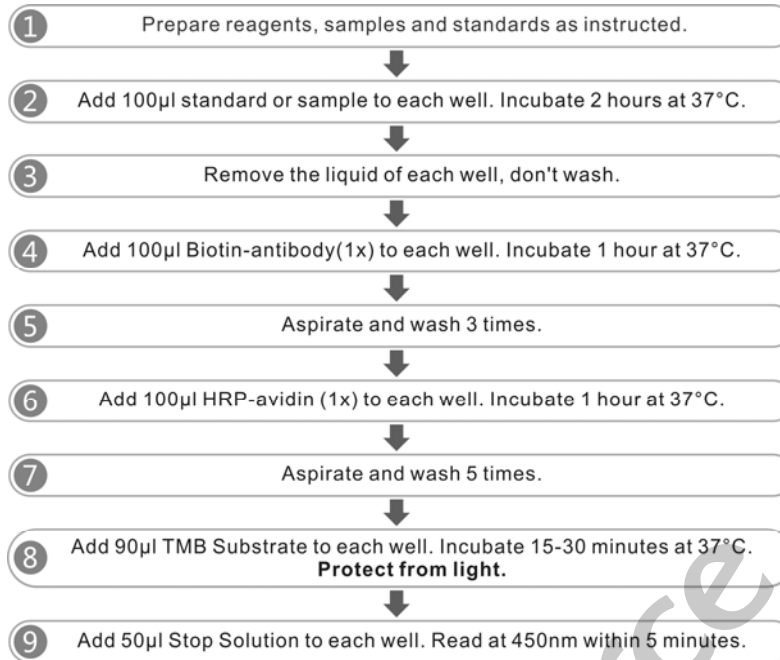 1 Prepare reagents, samples and standards as instructed.
2 Add 100µl standard or sample to each well. Incubate 2 hours at 37°C.
3 Remove the liquid of each well, don't wash.
4 Add 100µl Biotin-antibody(1x) to each well. Incubate 1 hour at 37°C.
5 Aspirate and wash 3 times.
6 Add 100µl HRP-avidin (1x) to each well. Incubate 1 hour at 37°C.
7 Aspirate and wash 5 times.
8 Add 90µl TMB Substrate to each well. Incubate 15-30 minutes at 37°C.
Protect from light.
9 Add 50µl Stop Solution to each well. Read at 450nm within 5 minutes.